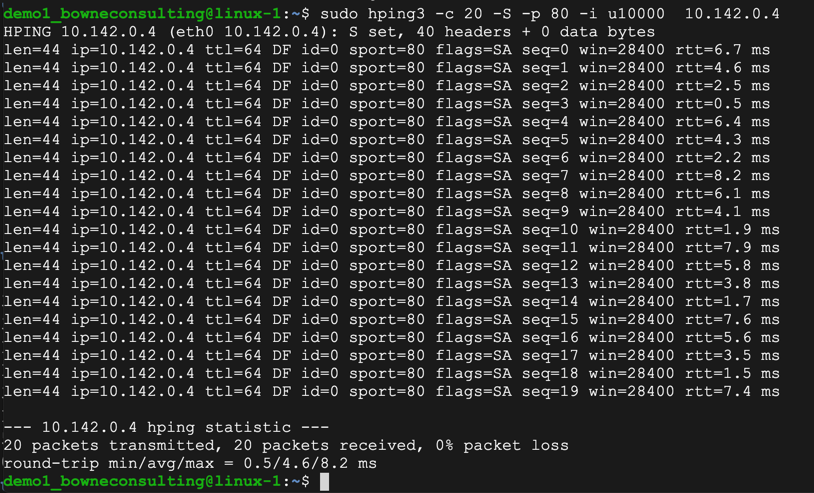 demo1_bowneconsulting@linux-1:~$ sudo hping3 -c 20 -S -p 80 -i u10000  10.142.0.4
HPING 10.142.0.4 (eth0 10.142.0.4): S set, 40 headers + 0 data bytes
len=44 ip=10.142.0.4 ttl=64 DF id=0 sport=80 flags=SA seq=0 win=28400 rtt=6.7 ms
len=44 ip=10.142.0.4 ttl=64 DF id=0 sport=80 flags=SA seq=1 win=28400 rtt=4.6 ms
len=44 ip=10.142.0.4 ttl=64 DF id=0 sport=80 flags=SA seq=2 win=28400 rtt=2.5 ms
len=44 ip=10.142.0.4 ttl=64 DF id=0 sport=80 flags=SA seq=3 win=28400 rtt=0.5 ms
len=44 ip=10.142.0.4 ttl=64 DF id=0 sport=80 flags=SA seq=4 win=28400 rtt=6.4 ms
len=44 ip=10.142.0.4 ttl=64 DF id=0 sport=80 flags=SA seq=5 win=28400 rtt=4.3 ms
len=44 ip=10.142.0.4 ttl=64 DF id=0 sport=80 flags=SA seq=6 win=28400 rtt=2.2 ms
len=44 ip=10.142.0.4 ttl=64 DF id=0 sport=80 flags=SA seq=7 win=28400 rtt=8.2 ms
len=44 ip=10.142.0.4 ttl=64 DF id=0 sport=80 flags=SA seq=8 win=28400 rtt=6.1 ms
len=44 ip=10.142.0.4 ttl=64 DF id=0 sport=80 flags=SA seq=9 win=28400 rtt=4.1 ms
len=44 ip=10.142.0.4 ttl=64 DF id=0 sport=80 flags=SA seq=10 win=28400 rtt=1.9 ms
len=44 ip=10.142.0.4 ttl=64 DF id=0 sport=80 flags=SA seq=11 win=28400 rtt=7.9 ms
len=44 ip=10.142.0.4 ttl=64 DF id=0 sport=80 flags=SA seq=12 win=28400 rtt=5.8 ms
len=44 ip=10.142.0.4 ttl=64 DF id=0 sport=80 flags=SA seq=13 win=28400 rtt=3.8 ms
len=44 ip=10.142.0.4 ttl=64 DF id=0 sport=80 flags=SA seq=14 win=28400 rtt=1.7 ms
len=44 ip=10.142.0.4 ttl=64 DF id=0 sport=80 flags=SA seq=15 win=28400 rtt=7.6 ms
len=44 ip=10.142.0.4 ttl=64 DF id=0 sport=80 flags=SA seq=16 win=28400 rtt=5.6 ms
len=44 ip=10.142.0.4 ttl=64 DF id=0 sport=80 flags=SA seq=17 win=28400 rtt=3.5 ms
len=44 ip=10.142.0.4 ttl=64 DF id=0 sport=80 flags=SA seq=18 win=28400 rtt=1.5 ms
len=44 ip=10.142.0.4 ttl=64 DF id=0 sport=80 flags=SA seq=19 win=28400 rtt=7.4 ms
--- 10.142.0.4 hping statistic ---
20 packets transmitted, 20 packets received, 0% packet loss
round-trip min/avg/max = 0.5/4.6/8.2 ms
demo1_bowneconsulting@linux-1:~$